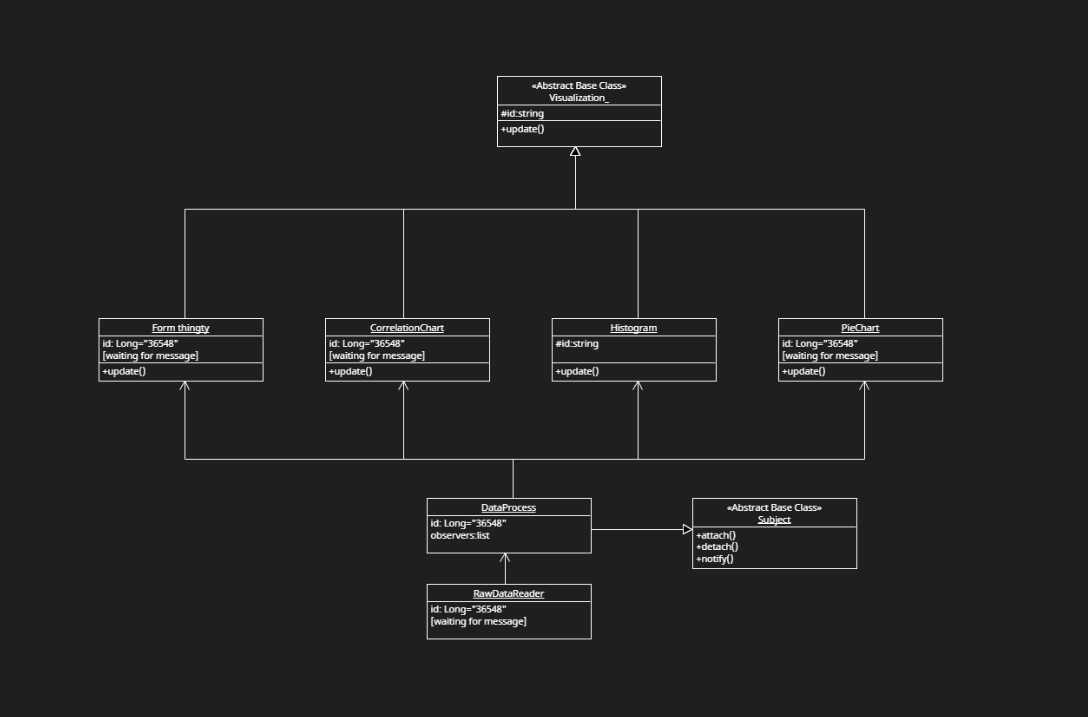 «Abstract Base Class»
Visualization_
#id:string
+update()
Form thingty
id: Long="36548"
[waiting for message]
+update()
CorrelationChart
id: Long="36548"
[waiting for message]
+update()
Histogram
#id:string
+update()
PieChart
id: Long="36548"
[waiting for message]
+update()
DataProcess
id: Long="36548"
observers:list
«Abstract Base Class»
Subject
+attach()
+detach()
+notify()
RawDataReader
id: Long="36548"
[waiting for message]